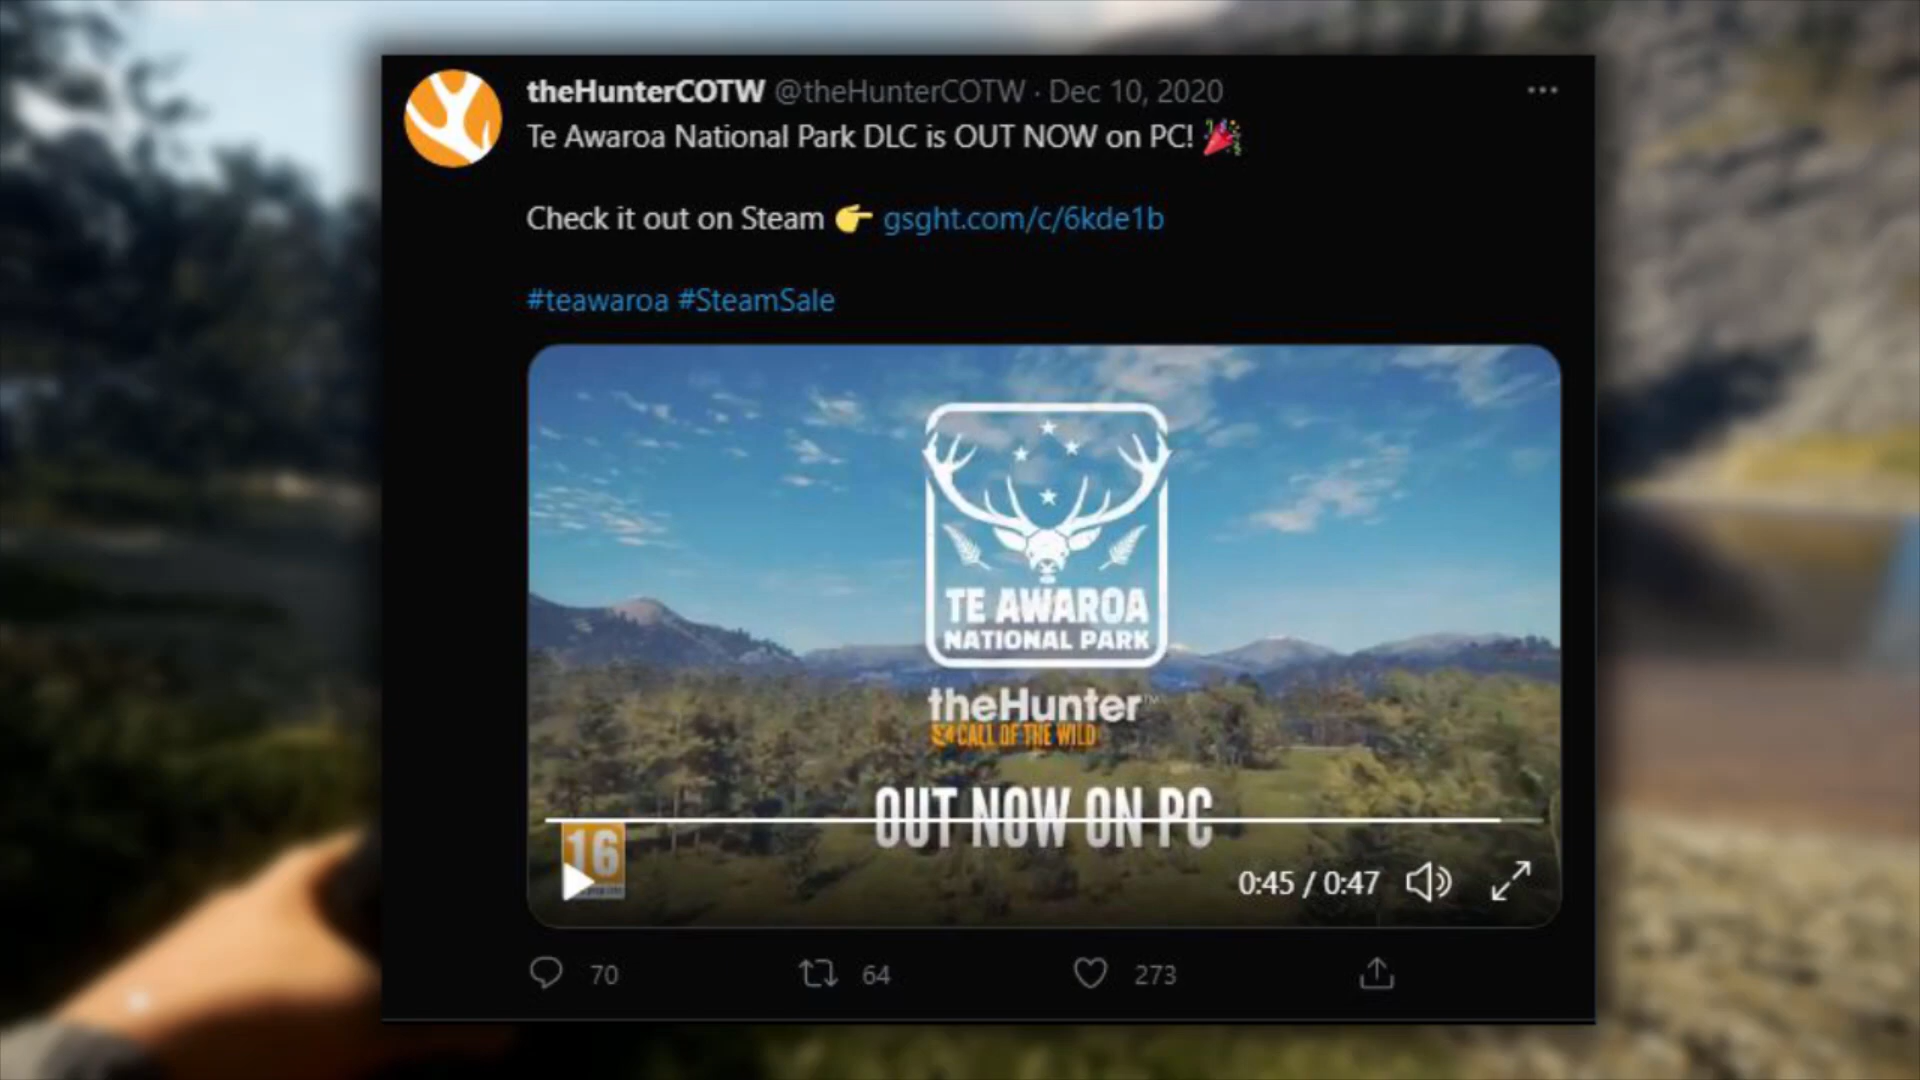 theHunterCOTW @theHunterCOTW · Dec 10, 2020
Te Awaroa National Park DLC is OUT NOW on PC! 🎉
Check it out on Steam 👉 gsght.com/c/6kde1b
#teawaroa #SteamSale
TE AWAROA
NATIONAL PARK
theHunter™
CALL OF THE WILD
OUT NOW ON PC
16
0:45 / 0:47
70 64 273